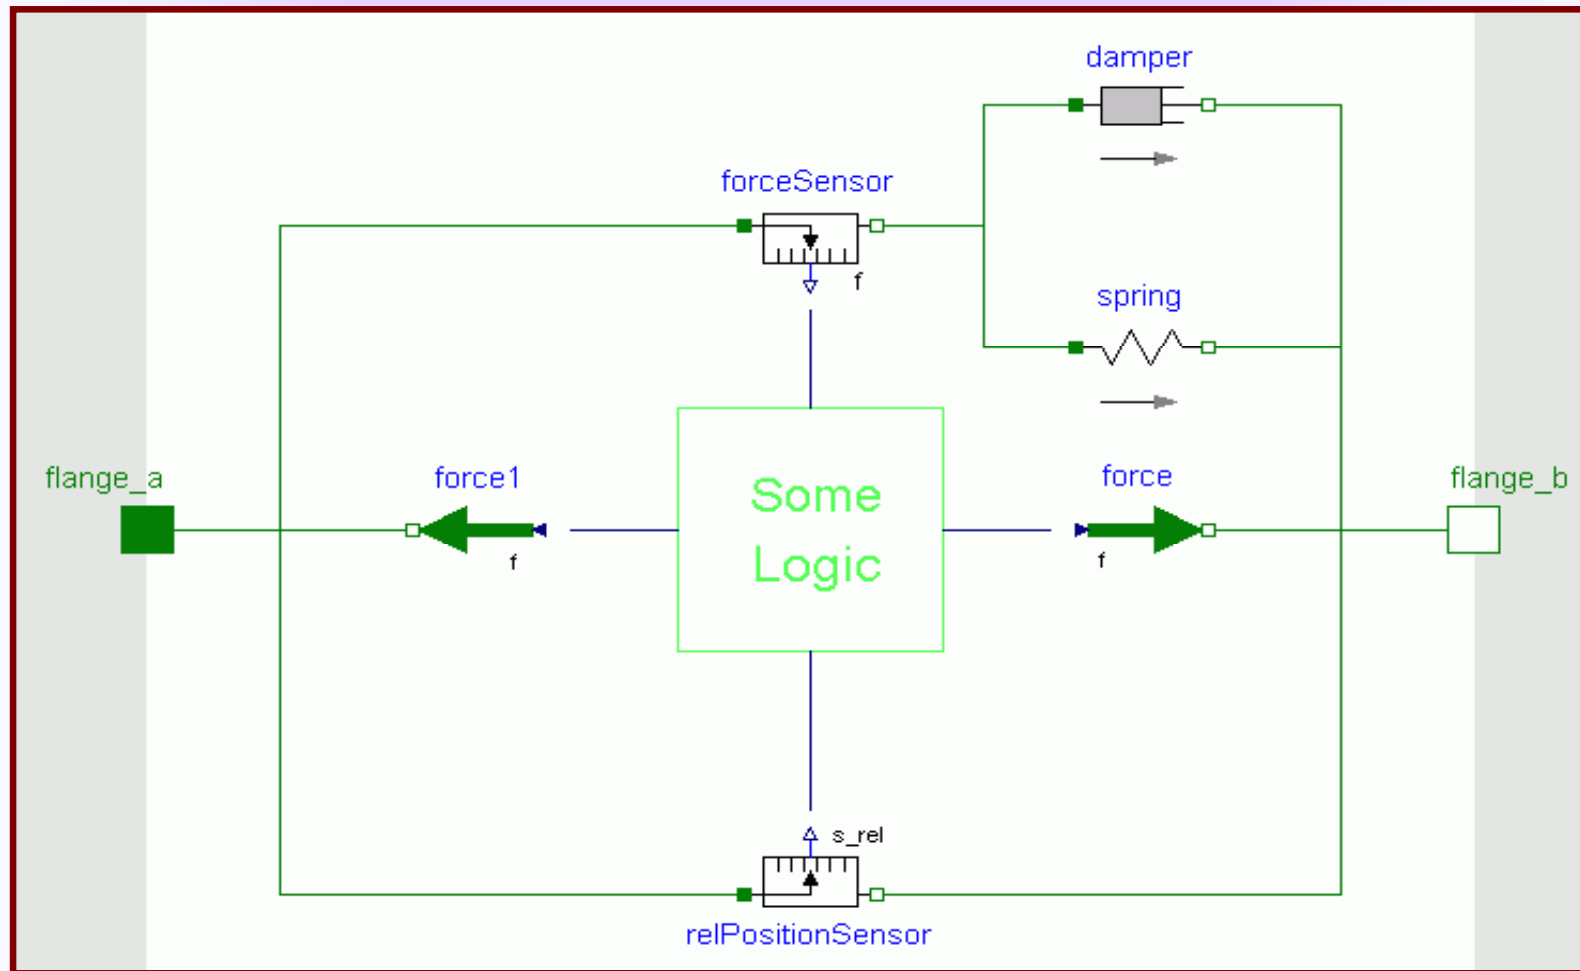 damper
forceSensor
f
spring
flange_a
force1
f
Some
Logic
force
f
flange_b
s_rel
relPositionSensor